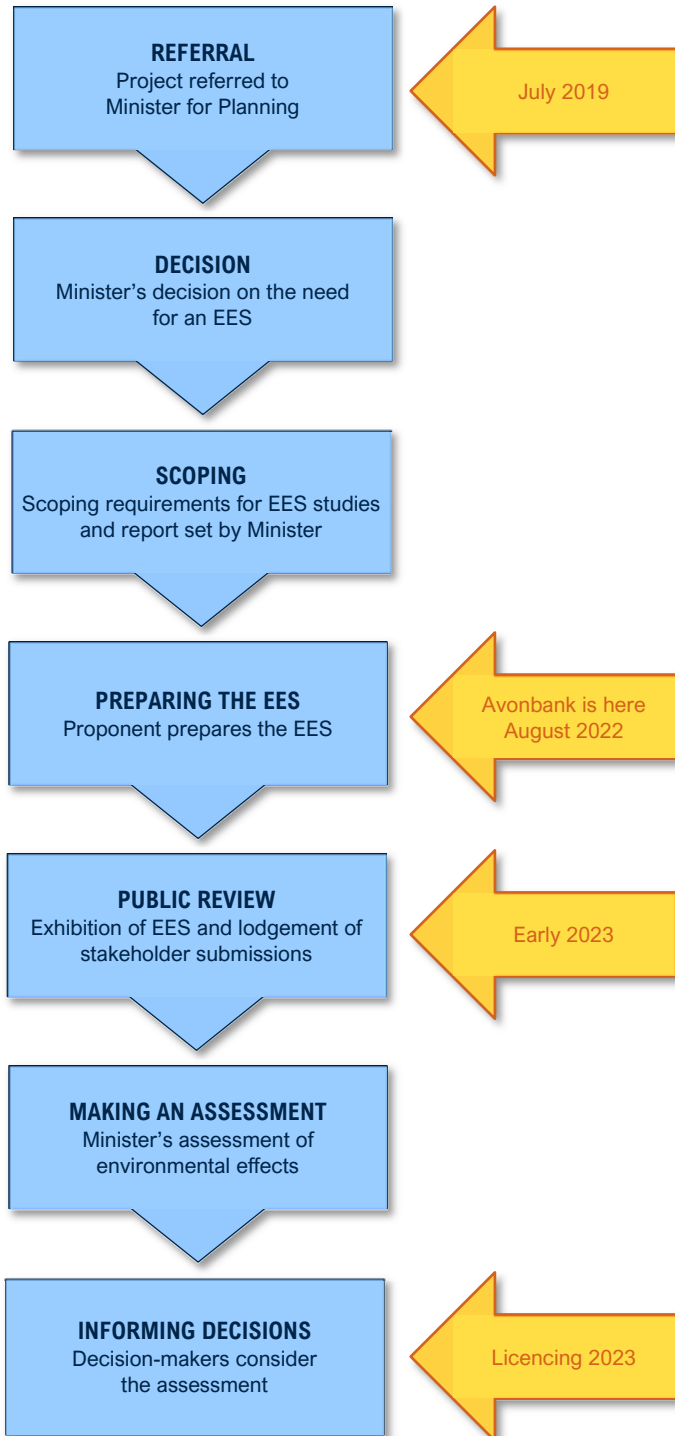 REFERRAL
Project referred to
Minister for Planning
July 2019
DECISION
Minister's decision on the need
for an EES
SCOPING
Scoping requirements for EES studies
and report set by Minister
PREPARING THE EES
Proponent prepares the EES
Avonbank is here
August 2022
PUBLIC REVIEW
Exhibition of EES and lodgement of
stakeholder submissions
Early 2023
MAKING AN ASSESSMENT
Minister's assessment of
environmental effects
INFORMING DECISIONS
Decision-makers consider
the assessment
Licencing 2023